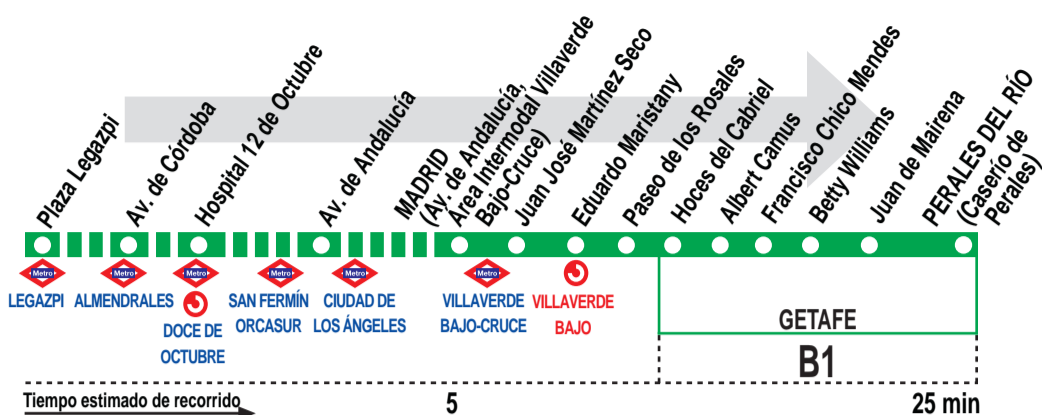 Plaza Legazpi
Av. de Córdoba
Hospital 12 de Octubre
Av. de Andalucía
MADRID
(Av. de Andalucía,
Área Intermodal Villaverde
Bajo-Cruce)
Juan José Martínez Seco
Eduardo Maristany
Paseo de los Rosales
Hoces del Cabriel
Albert Camus
Francisco Chico Mendes
Betty Williams
Juan de Mairena
PERALES DEL RÍO
(Caserío de
Perales)
Metro
Metro
Metro
Metro
Metro
Metro
LEGAZPI
ALMENDRALES
DOCE DE
OCTUBRE
SAN FERMÍN
ORCASUR
CIUDAD DE
LOS ÁNGELES
VILLAVERDE
BAJO-CRUCE
VILLAVERDE
BAJO
GETAFE
B1
Tiempo estimado de recorrido
5
25 min